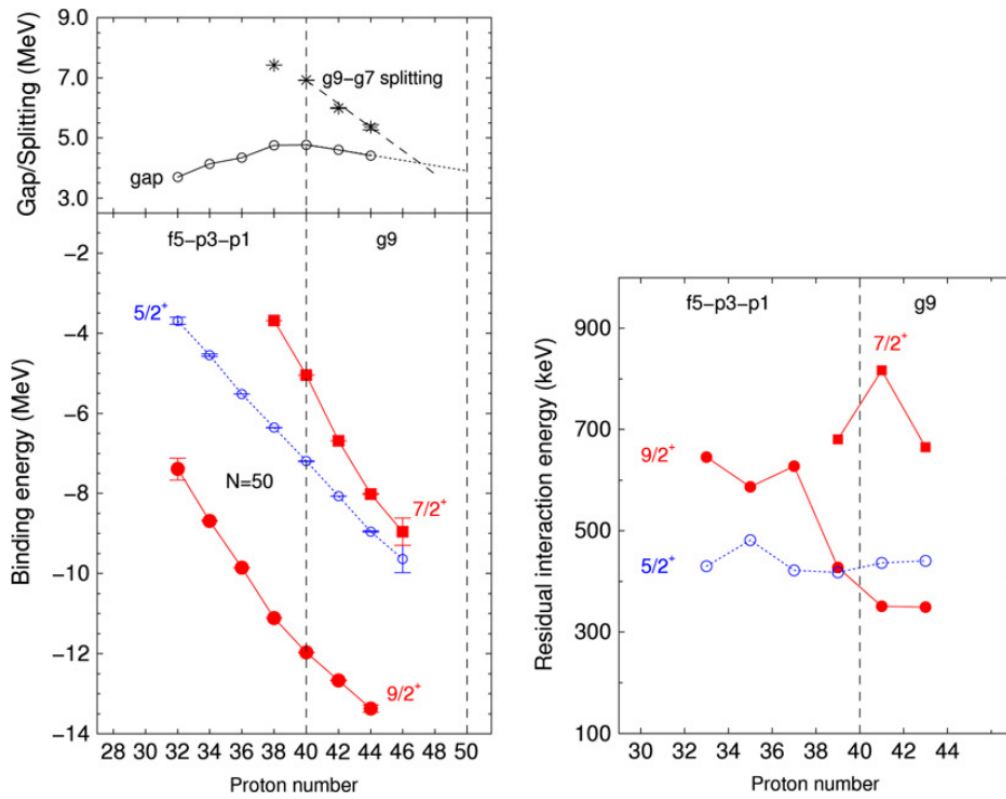 Gap/Splitting (MeV)
9.0
7.0
5.0
3.0
g9−g7 splitting
gap
f5−p3−p1
g9
Binding energy (MeV)
−2
−4
−6
−8
−10
−12
−14
5/2+
N=50
7/2+
9/2+
28 30 32 34 36 38 40 42 44 46 48 50
Proton number
f5−p3−p1
g9
Residual interaction energy (keV)
900
700
500
300
100
7/2+
9/2+
5/2+
30 32 34 36 38 40 42 44
Proton number